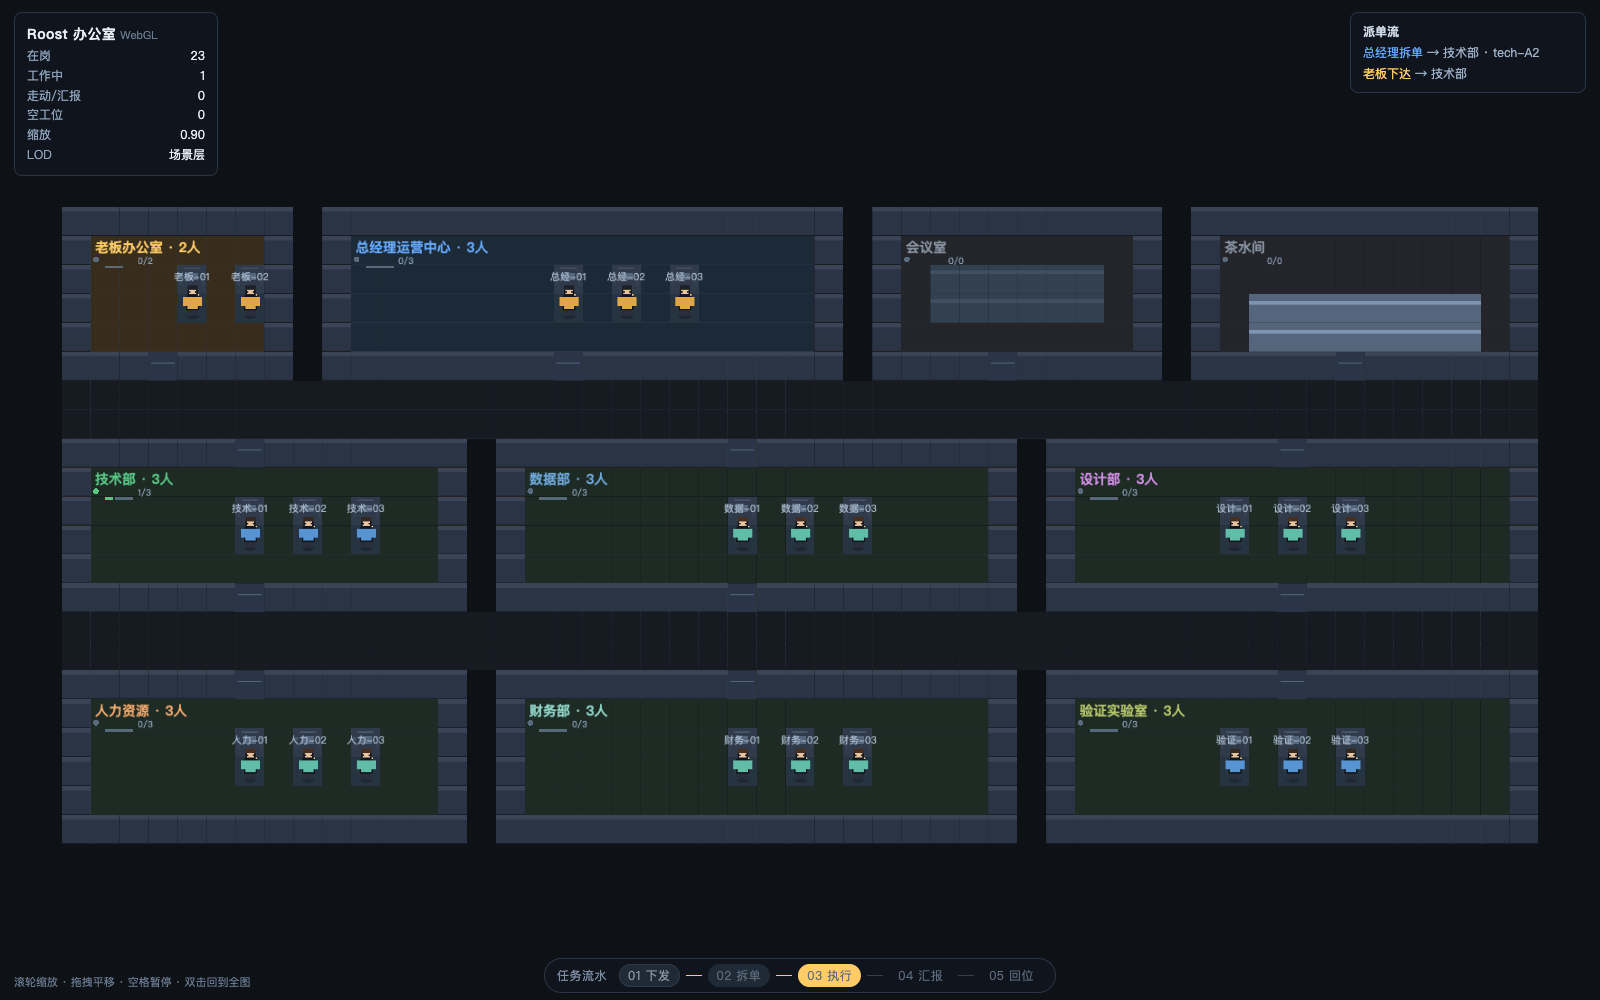 Roost 办公室 WebGL
在岗 23
工作中 1
走动/汇报 0
空工位 0
缩放 0.90
LOD 场景层
派单流
总经理拆单 → 技术部 · tech-A2
老板下达 → 技术部
老板办公室 · 2人
0/2
老板-01 老板-02
总经理运营中心 · 3人
0/3
总经-01 总经-02 总经-03
会议室
0/0
茶水间
0/0
技术部 · 3人
1/3
技术-01 技术-02 技术-03
数据部 · 3人
0/3
数据-01 数据-02 数据-03
设计部 · 3人
0/3
设计-01 设计-02 设计-03
人力资源 · 3人
0/3
人力-01 人力-02 人力-03
财务部 · 3人
0/3
财务-01 财务-02 财务-03
验证实验室 · 3人
0/3
验证-01 验证-02 验证-03
任务流水 01 下发 — 02 拆单 — 03 执行 — 04 汇报 — 05 回位
滚轮缩放 · 拖拽平移 · 空格暂停 · 双击回到全图